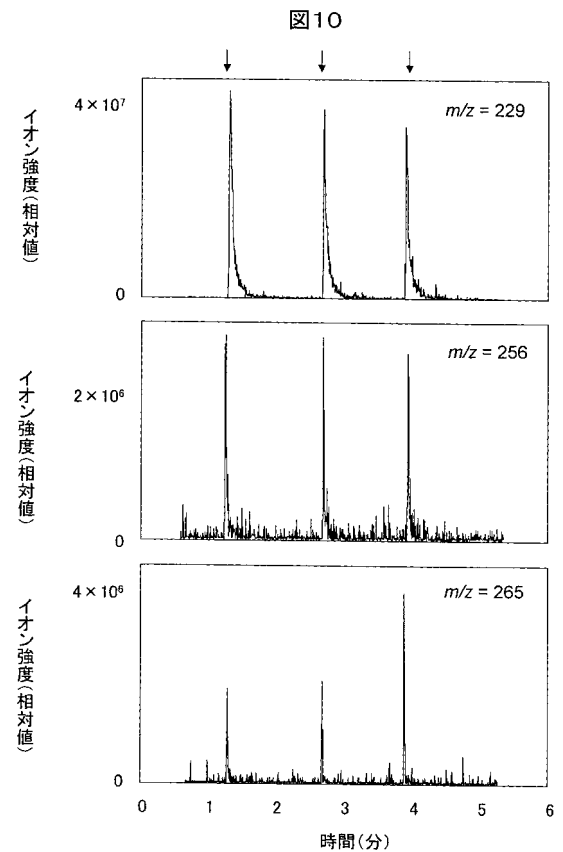 図10
イオン強度(相対値)
4×10⁷
0
m/z = 229
イオン強度(相対値)
2×10⁶
0
m/z = 256
イオン強度(相対値)
4×10⁶
0
m/z = 265
0 1 2 3 4 5 6
時間(分)